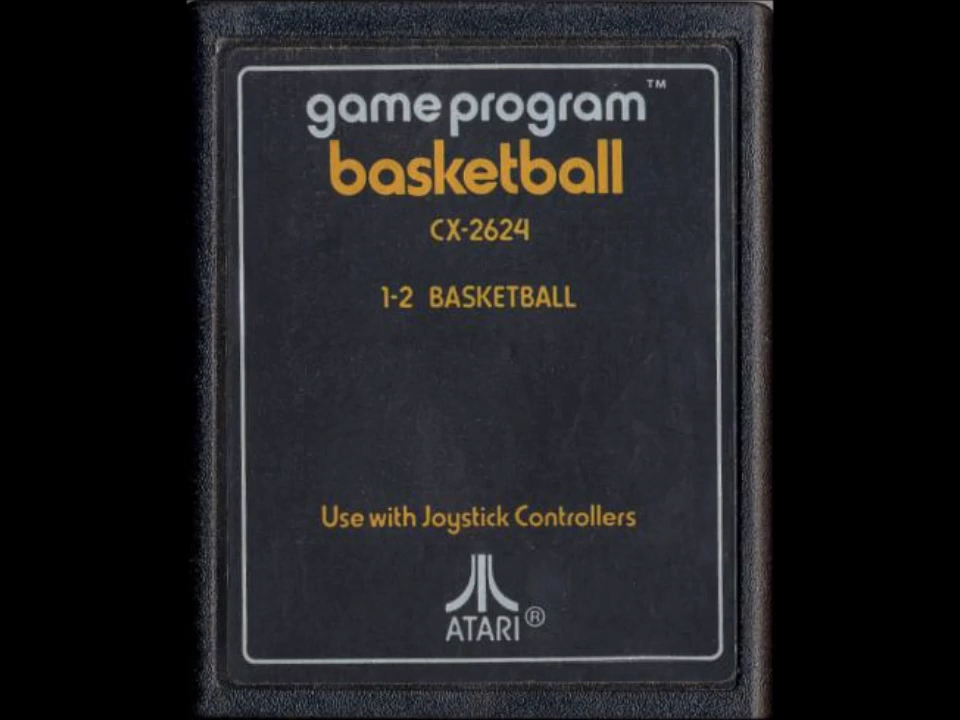 game program™
basketball
CX-2624
1-2 BASKETBALL
Use with Joystick Controllers
ATARI®